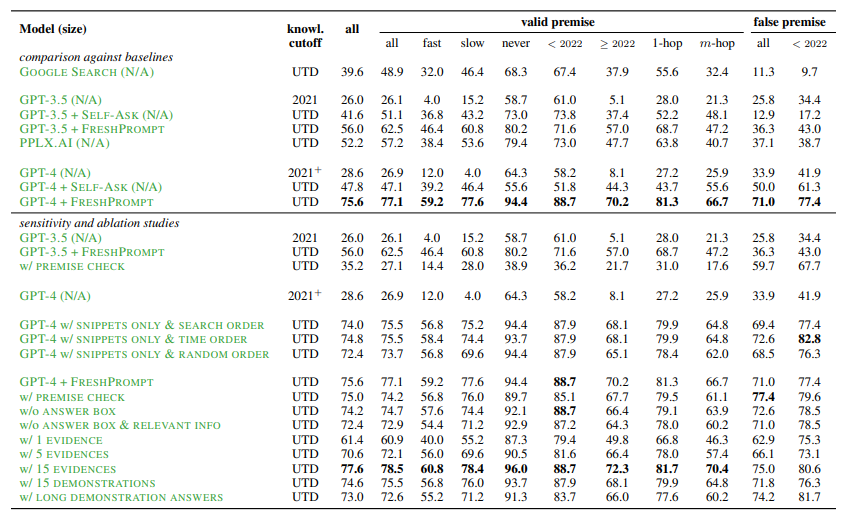 Model (size) knowl. cutoff all valid premise false premise
all fast slow never < 2022 ≥ 2022 1-hop m-hop all < 2022
comparison against baselines
GOOGLE SEARCH (N/A) UTD 39.6 48.9 32.0 46.4 68.3 67.4 37.9 55.6 32.4 11.3 9.7
GPT-3.5 (N/A) 2021 26.0 26.1 4.0 15.2 58.7 61.0 5.1 28.0 21.3 25.8 34.4
GPT-3.5 + SELF-ASK (N/A) UTD 41.6 51.1 36.8 43.2 73.0 73.8 37.4 52.2 48.1 12.9 17.2
GPT-3.5 + FRESHPROMPT UTD 56.0 62.5 46.4 60.8 80.2 71.6 57.0 68.7 47.2 36.3 43.0
PPLX.AI (N/A) UTD 52.2 57.2 38.4 53.6 79.4 73.0 47.7 63.8 40.7 37.1 38.7
GPT-4 (N/A) 2021+ 28.6 26.9 12.0 4.0 64.3 58.2 8.1 27.2 25.9 33.9 41.9
GPT-4 + SELF-ASK (N/A) UTD 47.8 47.1 39.2 46.4 55.6 51.8 44.3 43.7 55.6 50.0 61.3
GPT-4 + FRESHPROMPT UTD 75.6 77.1 59.2 77.6 94.4 88.7 70.2 81.3 66.7 71.0 77.4
sensitivity and ablation studies
GPT-3.5 (N/A) 2021 26.0 26.1 4.0 15.2 58.7 61.0 5.1 28.0 21.3 25.8 34.4
GPT-3.5 + FRESHPROMPT UTD 56.0 62.5 46.4 60.8 80.2 71.6 57.0 68.7 47.2 36.3 43.0
w/ PREMISE CHECK UTD 35.2 27.1 14.4 28.0 38.9 36.2 21.7 31.0 17.6 59.7 67.7
GPT-4 (N/A) 2021+ 28.6 26.9 12.0 4.0 64.3 58.2 8.1 27.2 25.9 33.9 41.9
GPT-4 w/ SNIPPETS ONLY & SEARCH ORDER UTD 74.0 75.5 56.8 75.2 94.4 87.9 68.1 79.9 64.8 69.4 77.4
GPT-4 w/ SNIPPETS ONLY & TIME ORDER UTD 74.8 75.5 58.4 74.4 93.7 87.9 68.1 79.9 64.8 72.6 82.8
GPT-4 w/ SNIPPETS ONLY & RANDOM ORDER UTD 72.4 73.7 56.8 69.6 94.4 87.9 65.1 78.4 62.0 68.5 76.3
GPT-4 + FRESHPROMPT UTD 75.6 77.1 59.2 77.6 94.4 88.7 70.2 81.3 66.7 71.0 77.4
w/ PREMISE CHECK UTD 75.0 74.2 56.8 76.0 89.7 85.1 67.7 79.5 61.1 77.4 79.6
w/o ANSWER BOX UTD 74.2 74.7 57.6 74.4 92.1 88.7 66.4 79.1 63.9 72.6 78.5
w/o ANSWER BOX & RELEVANT INFO UTD 72.4 72.9 54.4 71.2 92.9 87.2 64.3 78.0 60.2 71.0 78.5
w/ 1 EVIDENCE UTD 61.4 60.9 40.0 55.2 87.3 79.4 49.8 66.8 46.3 62.9 75.3
w/ 5 EVIDENCES UTD 70.6 72.1 56.0 69.6 90.5 81.6 66.4 78.0 57.4 66.1 73.1
w/ 15 EVIDENCES UTD 77.6 78.5 60.8 78.4 96.0 88.7 72.3 81.7 70.4 75.0 80.6
w/ 15 DEMONSTRATIONS UTD 74.6 75.5 56.8 76.0 93.7 87.9 68.1 79.9 64.8 71.8 76.3
w/ LONG DEMONSTRATION ANSWERS UTD 73.0 72.6 55.2 71.2 91.3 83.7 66.0 77.6 60.2 74.2 81.7